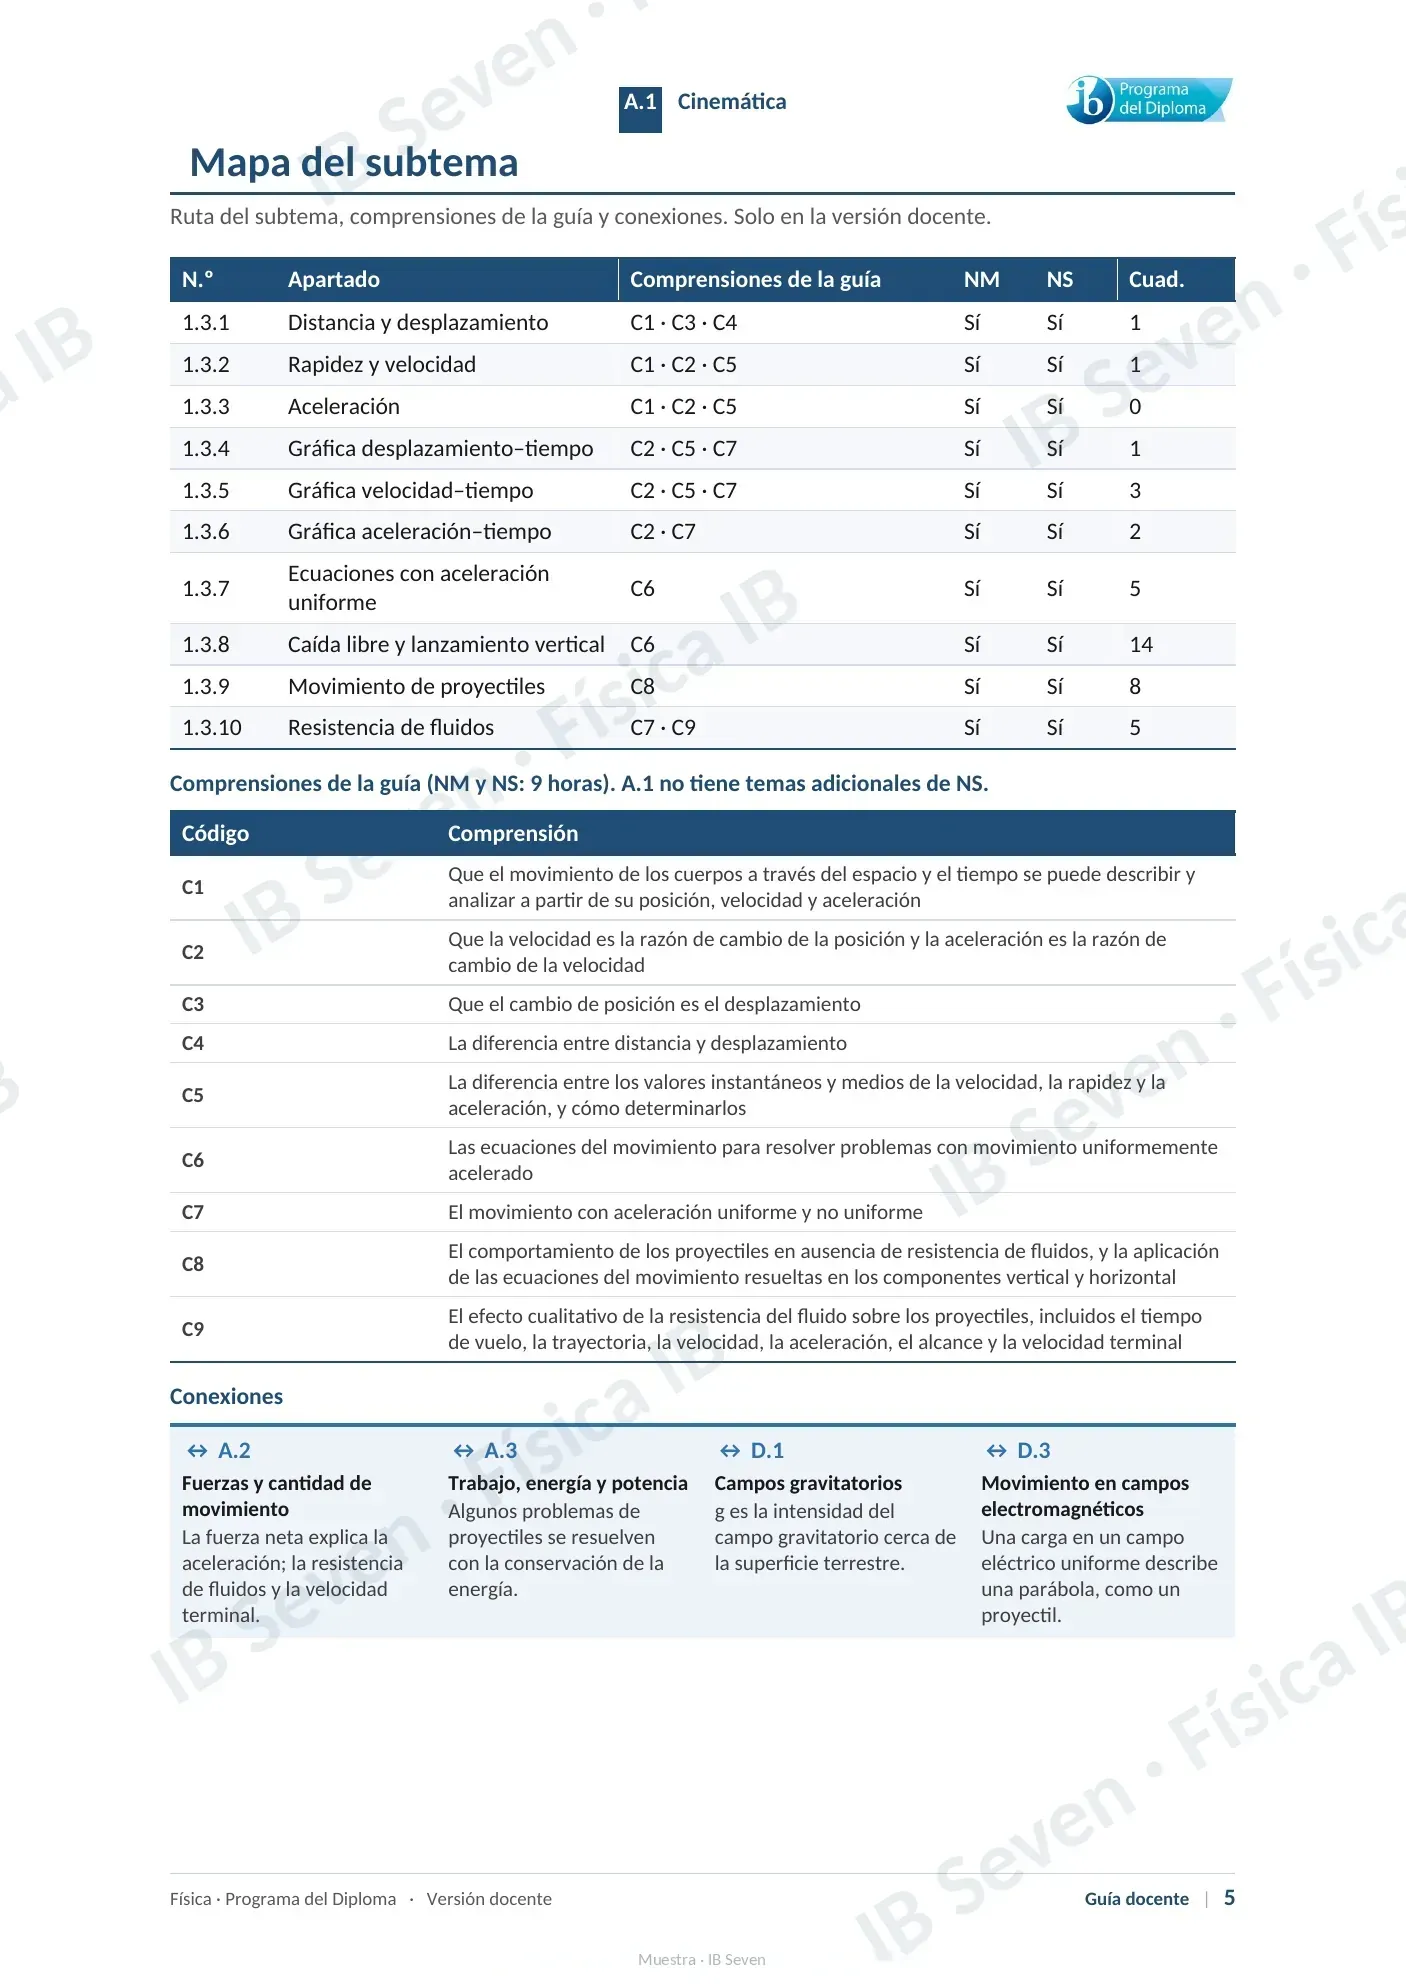 A.1 Cinemática
Programa
del Diploma
Mapa del subtema
Ruta del subtema, comprensiones de la guía y conexiones. Solo en la versión docente.
N.º Apartado Comprensiones de la guía NM NS Cuad.
1.3.1 Distancia y desplazamiento C1 · C3 · C4 Sí Sí 1
1.3.2 Rapidez y velocidad C1 · C2 · C5 Sí Sí 1
1.3.3 Aceleración C1 · C2 · C5 Sí Sí 0
1.3.4 Gráfica desplazamiento–tiempo C2 · C5 · C7 Sí Sí 1
1.3.5 Gráfica velocidad–tiempo C2 · C5 · C7 Sí Sí 3
1.3.6 Gráfica aceleración–tiempo C2 · C7 Sí Sí 2
1.3.7 Ecuaciones con aceleración
uniforme C6 Sí Sí 5
1.3.8 Caída libre y lanzamiento vertical C6 Sí Sí 14
1.3.9 Movimiento de proyectiles C8 Sí Sí 8
1.3.10 Resistencia de fluidos C7 · C9 Sí Sí 5
Comprensiones de la guía (NM y NS: 9 horas). A.1 no tiene temas adicionales de NS.
Código Comprensión
C1 Que el movimiento de los cuerpos a través del espacio y el tiempo se puede describir y
analizar a partir de su posición, velocidad y aceleración
C2 Que la velocidad es la razón de cambio de la posición y la aceleración es la razón de
cambio de la velocidad
C3 Que el cambio de posición es el desplazamiento
C4 La diferencia entre distancia y desplazamiento
C5 La diferencia entre los valores instantáneos y medios de la velocidad, la rapidez y la
aceleración, y cómo determinarlos
C6 Las ecuaciones del movimiento para resolver problemas con movimiento uniformemente
acelerado
C7 El movimiento con aceleración uniforme y no uniforme
C8 El comportamiento de los proyectiles en ausencia de resistencia de fluidos, y la aplicación
de las ecuaciones del movimiento resueltas en los componentes vertical y horizontal
C9 El efecto cualitativo de la resistencia del fluido sobre los proyectiles, incluidos el tiempo
de vuelo, la trayectoria, la velocidad, la aceleración, el alcance y la velocidad terminal
Conexiones
↔ A.2
Fuerzas y cantidad de
movimiento
La fuerza neta explica la
aceleración; la resistencia
de fluidos y la velocidad
terminal.
↔ A.3
Trabajo, energía y potencia
Algunos problemas de
proyectiles se resuelven
con la conservación de la
energía.
↔ D.1
Campos gravitatorios
g es la intensidad del
campo gravitatorio cerca de
la superficie terrestre.
↔ D.3
Movimiento en campos
electromagnéticos
Una carga en un campo
eléctrico uniforme describe
una parábola, como un
proyectil.
Física · Programa del Diploma · Versión docente Guía docente | 5
Muestra · IB Seven
IB Seven · Física IB